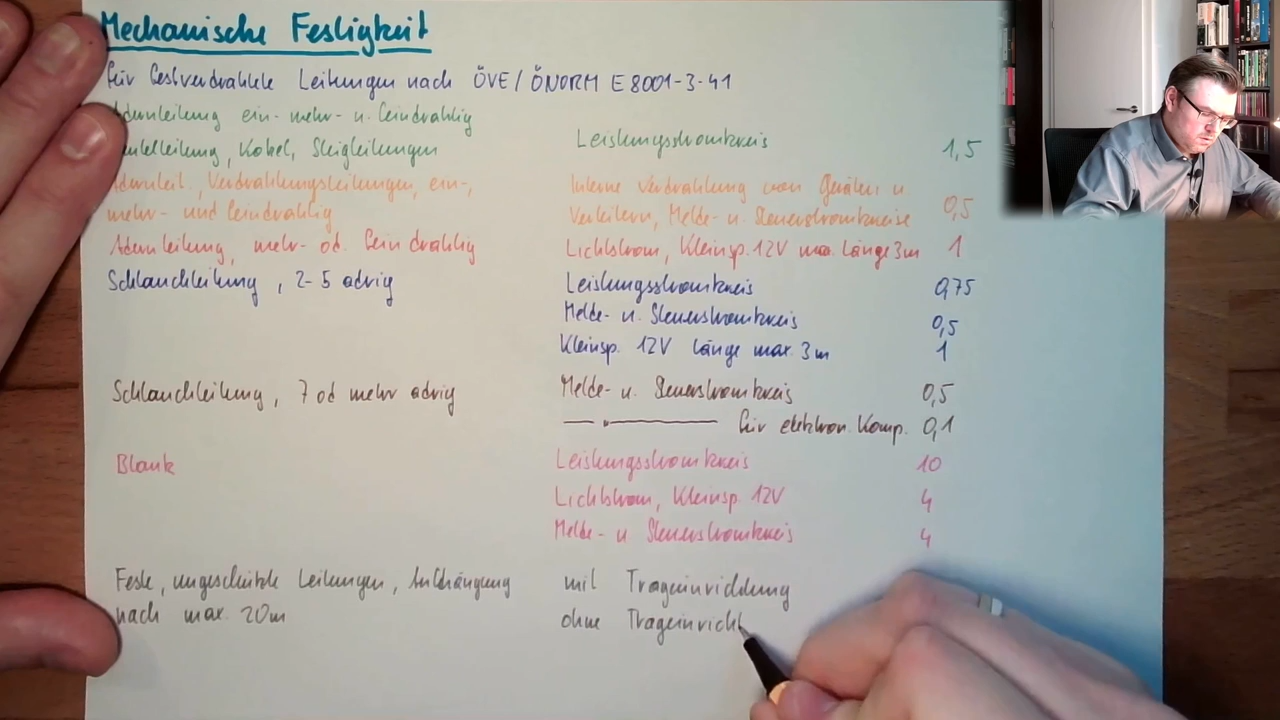 Mechanische Festigkeit
für festverdrahtete Leitungen nach ÖVE/ÖNORM E 8001-3-41
Aderleitung ein- mehr- u. feindrahtig
Mantelleitung, Kabel, Stegleitungen Leistungsstromkreis 1,5
Aderleit., Verdrahtungsleitungen, ein-, Interne Verdrahtung von Geräten u.
mehr- und feindrahtig Verteilern, Melde- u. Steuerstromkreise 0,5
Aderleitung, mehr- od. feindrahtig Lichtstrom, Kleinsp. 12V max. Länge 3m 1
Schlauchleitung, 2-5 adrig Leistungsstromkreis 0,75
Melde- u. Steuerstromkreis 0,5
Kleinsp. 12V Länge max. 3m 1
Schlauchleitung, 7 od mehr adrig Melde- u. Steuerstromkreis 0,5
—"— für elektron. Komp. 0,1
Blank Leistungsstromkreis 10
Lichtstrom, Kleinsp. 12V 4
Melde- u. Steuerstromkreis 4
Feste, ungeschützte Leitungen, Aufhängung mit Trageinrichtung
nach max. 20m ohne Trageinricht